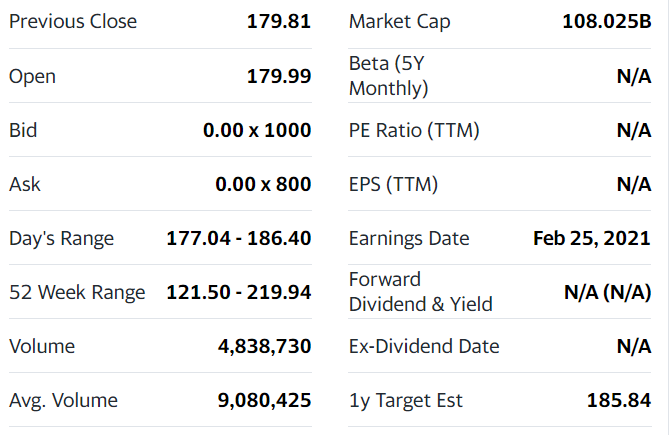 Previous Close 179.81
Open 179.99
Bid 0.00 x 1000
Ask 0.00 x 800
Day's Range 177.04 - 186.40
52 Week Range 121.50 - 219.94
Volume 4,838,730
Avg. Volume 9,080,425
Market Cap 108.025B
Beta (5Y
Monthly) N/A
PE Ratio (TTM) N/A
EPS (TTM) N/A
Earnings Date Feb 25, 2021
Forward
Dividend & Yield N/A (N/A)
Ex-Dividend Date N/A
1y Target Est 185.84